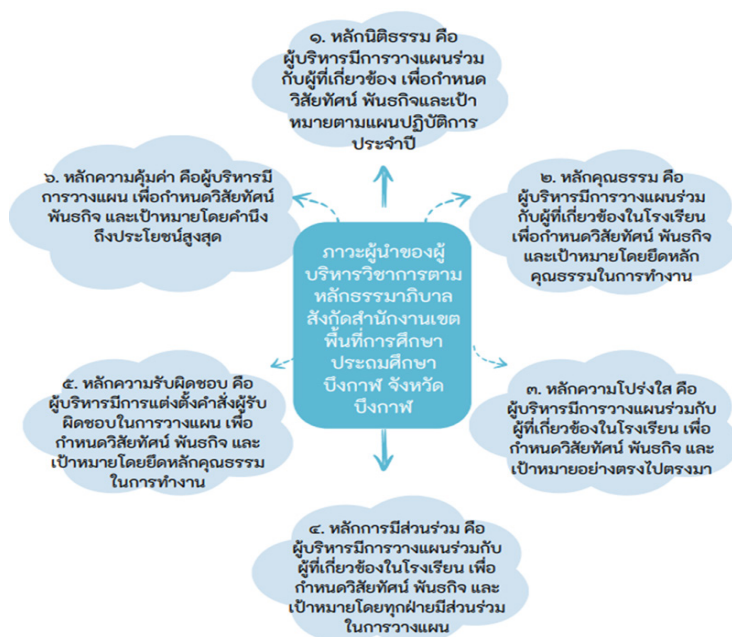 ๑. หลักนิติธรรม คือ
ผู้บริหารมีการวางแผนร่วม
กับผู้ที่เกี่ยวข้อง เพื่อกำหนด
วิสัยทัศน์ พันธกิจและเป้า
หมายตามแผนปฏิบัติการ
ประจำปี
๒. หลักคุณธรรม คือ
ผู้บริหารมีการวางแผนร่วม
กับผู้ที่เกี่ยวข้องในโรงเรียน
เพื่อกำหนดวิสัยทัศน์ พันธกิจ
และเป้าหมายโดยยึดหลัก
คุณธรรมในการทำงาน
๓. หลักความโปร่งใส คือ
ผู้บริหารมีการวางแผนร่วมกับ
ผู้ที่เกี่ยวข้องในโรงเรียน เพื่อ
กำหนดวิสัยทัศน์ พันธกิจ และ
เป้าหมายอย่างตรงไปตรงมา
๔. หลักการมีส่วนร่วม คือ
ผู้บริหารมีการวางแผนร่วมกับ
ผู้ที่เกี่ยวข้องในโรงเรียน เพื่อ
กำหนดวิสัยทัศน์ พันธกิจ และ
เป้าหมายโดยทุกฝ่ายมีส่วนร่วม
ในการวางแผน
๕. หลักความรับผิดชอบ คือ
ผู้บริหารมีการแต่งตั้งคำสั่งผู้รับ
ผิดชอบในการวางแผน เพื่อ
กำหนดวิสัยทัศน์ พันธกิจ และ
เป้าหมายโดยยึดหลักคุณธรรม
ในการทำงาน
๖. หลักความคุ้มค่า คือผู้บริหารมี
การวางแผน เพื่อกำหนดวิสัยทัศน์
พันธกิจ และเป้าหมายโดยคำนึง
ถึงประโยชน์สูงสุด
ภาวะผู้นำของผู้
บริหารวิชาการตาม
หลักธรรมาภิบาล
สังกัดสำนักงานเขต
พื้นที่การศึกษา
ประถมศึกษา
บึงกาฬ จังหวัด
บึงกาฬ